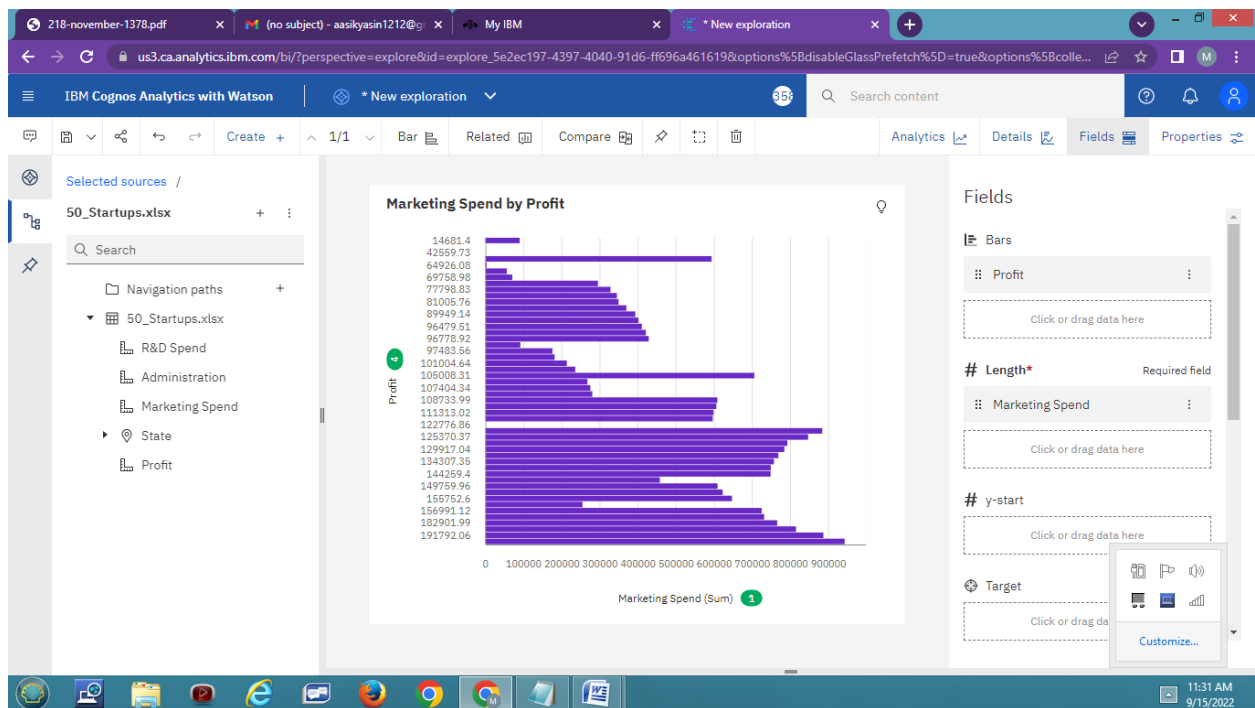 218-november-1378.pdf
(no subject) - aasikyasin1212@g
My IBM
* New exploration
us3.ca.analytics.ibm.com/bi/?perspective=explore&id=explore_5e2ec197-4397-4040-91d6-ff696a461619&options%5BdisableGlassPrefetch%5D=true&options%5Bcolle...
M
IBM Cognos Analytics with Watson
* New exploration
358
Search content
Create +
1/1
Bar
Related
Compare
Analytics
Details
Fields
Properties
Selected sources /
50_Startups.xlsx
Search
Navigation paths
50_Startups.xlsx
R&D Spend
Administration
Marketing Spend
State
Profit
Marketing Spend by Profit
14681.4
42559.73
64926.08
69758.98
77798.83
81005.76
89949.14
96479.51
96778.92
97483.56
101004.64
105008.31
107404.34
108733.99
111313.02
122776.86
125370.37
129917.04
134307.35
144259.4
149759.96
155752.6
156991.12
182901.99
191792.06
Profit
4
0 100000 200000 300000 400000 500000 600000 700000 800000 900000
Marketing Spend (Sum) 1
Fields
Bars
Profit
Click or drag data here
# Length* Required field
Marketing Spend
Click or drag data here
# y-start
Click or drag data here
Target
Click or drag da
Customize...
11:31 AM
9/15/2022